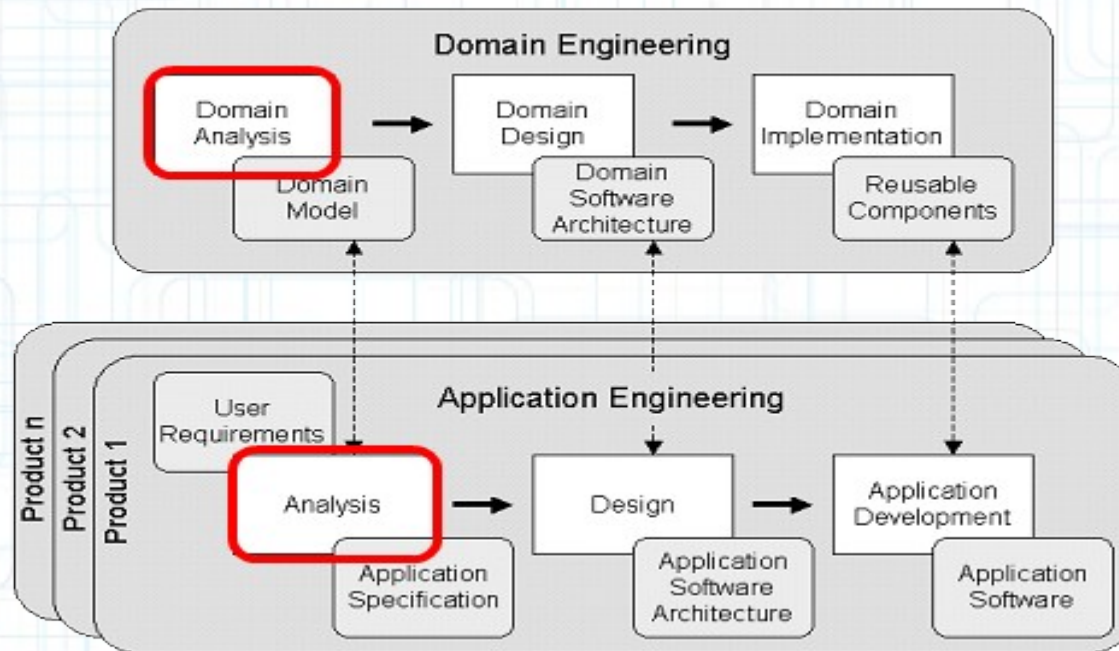 Domain Engineering
Domain
Analysis
Domain
Model
Domain
Design
Domain
Software
Architecture
Domain
Implementation
Reusable
Components
Product n
Product 2
Product 1
Application Engineering
User
Requirements
Analysis
Application
Specification
Design
Application
Software
Architecture
Application
Development
Application
Software